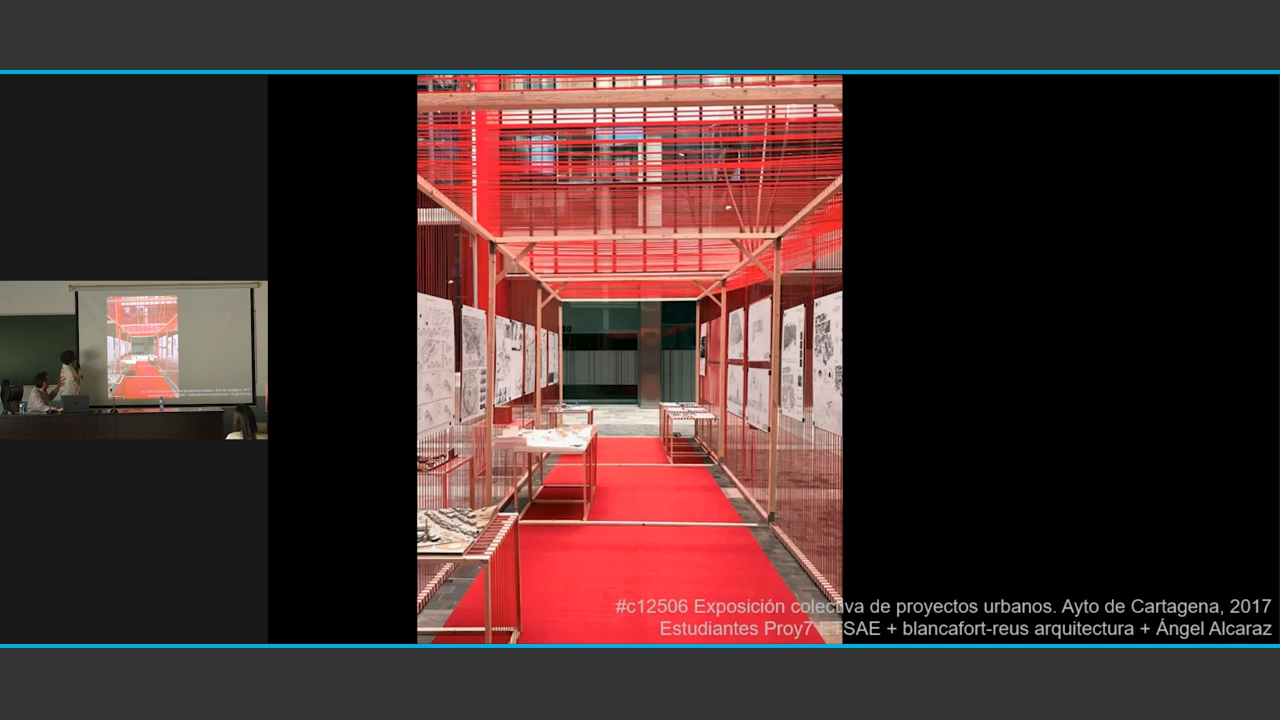 #c12506 Exposición colectiva de proyectos urbanos. Ayto de Cartagena, 2017
Estudiantes Proy7 ETSAE + blancafort-reus arquitectura + Ángel Alcaraz